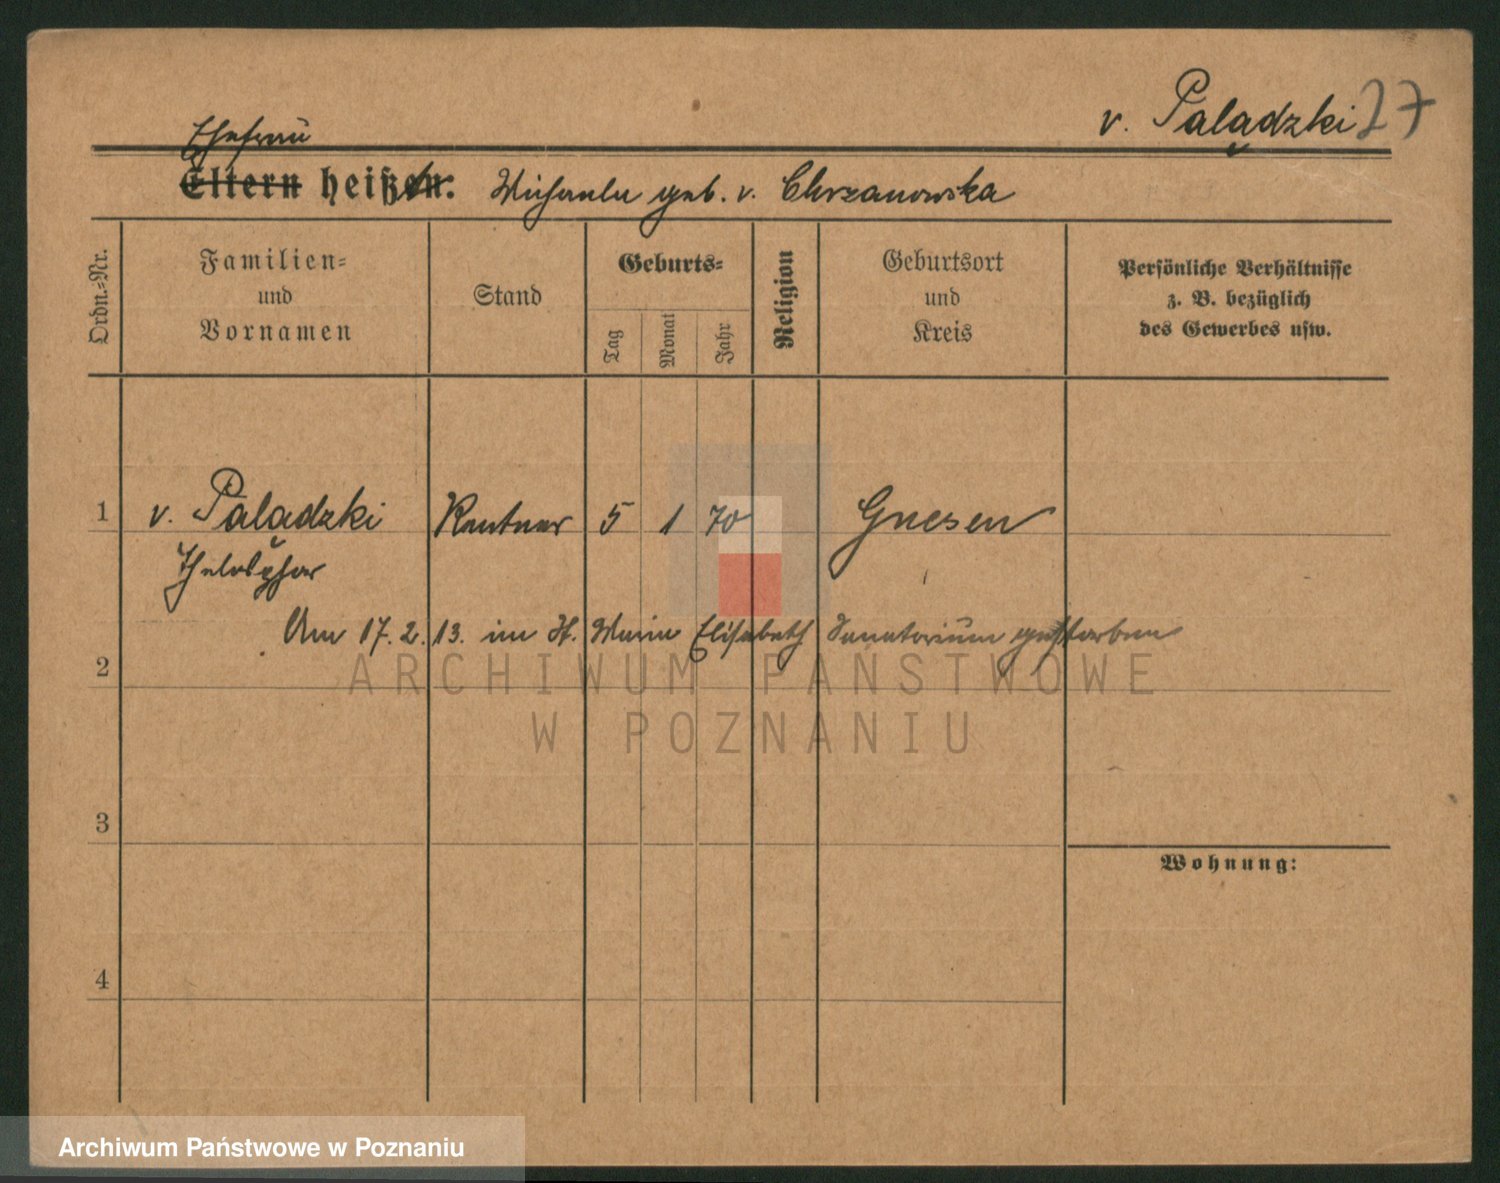 v. Paladzki 27
Ehefrau
Eltern heißen: Michaela geb. v. Chrzanowska
Ordn.-Nr.
Familien-
und
Vornamen
Stand
Geburts-
Tag
Monat
Jahr
Religion
Geburtsort
und
Kreis
Persönliche Verhältnisse
z. B. bezüglich
des Gewerbes usw.
1 v. Paladzki Rentner 5 1 70 Gnesen
Am 17. 2. 13. im St. Maria Elisabeth Sanatorium gestorben
2
ARCHIWUM PAŃSTWOWE
W POZNANIU
3
Wohnung:
4
Archiwum Państwowe w Poznaniu